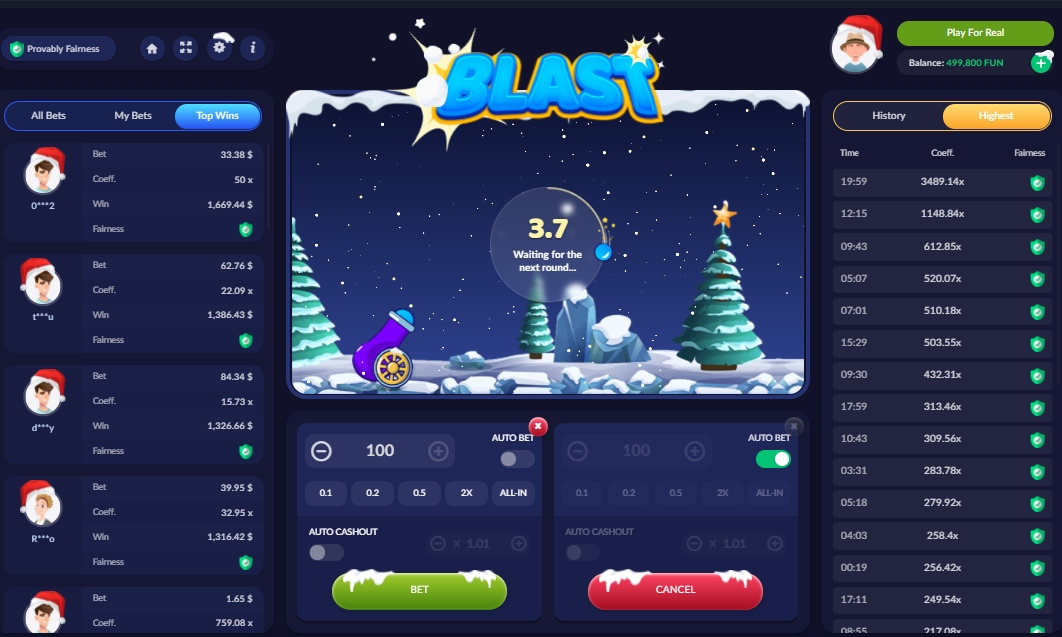 Provably Fairness
i
BLAST
Play For Real
Balance: 499,800 FUN
All Bets My Bets Top Wins
Bet 33.38 $
Coeff. 50 x
0***2
Win 1,669.44 $
Fairness
Bet 62.76 $
Coeff. 22.09 x
t***u
Win 1,386.43 $
Fairness
Bet 84.34 $
Coeff. 15.73 x
d***y
Win 1,326.66 $
Fairness
Bet 39.95 $
Coeff. 32.95 x
R***o
Win 1,316.42 $
Fairness
Bet 1.65 $
Coeff. 759.08 x
3.7
Waiting for the
next round...
100
AUTO BET
0.1 0.2 0.5 2X ALL-IN
AUTO CASHOUT
X 1.01
BET
100
AUTO BET
0.1 0.2 0.5 2X ALL-IN
AUTO CASHOUT
X 1.01
CANCEL
History Highest
Time Coeff. Fairness
19:59 3489.14x
12:15 1148.84x
09:43 612.85x
05:07 520.07x
07:01 510.18x
15:29 503.55x
09:30 432.31x
17:59 313.46x
10:43 309.56x
03:31 283.78x
05:18 279.92x
04:03 258.4x
00:19 256.42x
17:11 249.54x
08:55 217.08x